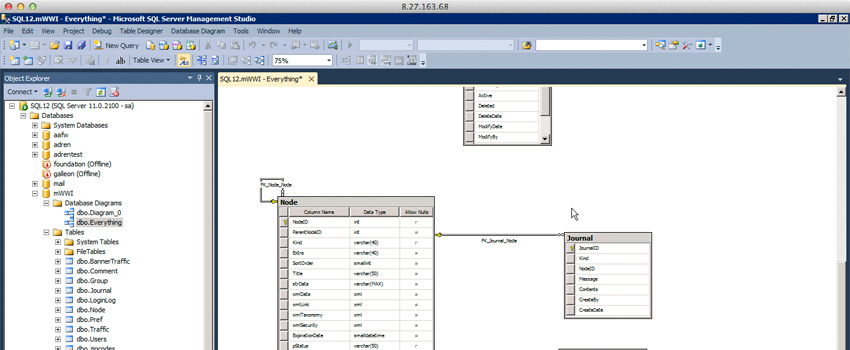 8.27.163.68
SQL12.mWWI - Everything* - Microsoft SQL Server Management Studio
File Edit View Project Debug Table Designer Database Diagram Tools Window Help
New Query
ab| Table View 75%
Object Explorer
SQL12.mWWI - Everything*
Connect
SQL12 (SQL Server 11.0.2100 - sa)
Databases
System Databases
aafw
adren
adrentest
foundation (Offline)
galleon (Offline)
mail
mWWI
Database Diagrams
dbo.Diagram_0
dbo.Everything
Tables
System Tables
FileTables
dbo.BannerTraffic
dbo.Comment
dbo.Group
dbo.Journal
dbo.LoginLog
dbo.Node
dbo.Pref
dbo.Traffic
dbo.Users
dbo.zipcodes
Active
Deleted
DeleteDate
ModifyDate
ModifyBy
FK_Node_Node
Node
Column Name Data Type Allow Nulls
NodeID int
ParentNodeID int
Kind varchar(40)
Extra varchar(40)
SortOrder smallint
Title varchar(50)
strData varchar(MAX)
xmlData xml
xmlLink xml
xmlTaxonomy xml
xmlSecurity xml
ExpirationDate smalldatetime
pStatus varchar(50)
FK_Journal_Node
Journal
JournalID
Kind
NodeID
Message
Contents
CreateBy
CreateDate